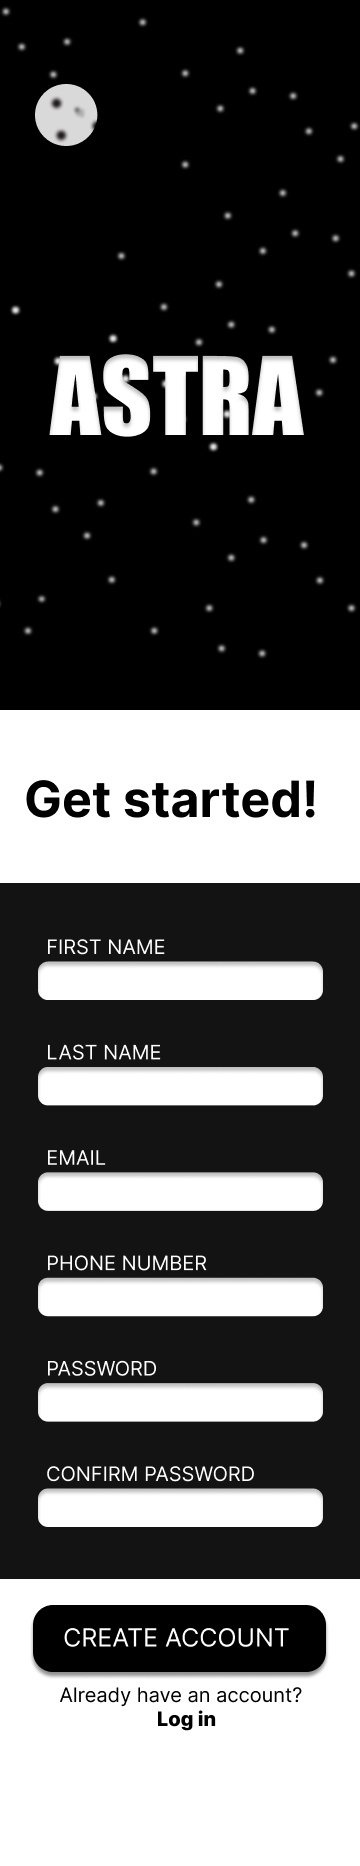 ASTRA
Get started!
FIRST NAME
LAST NAME
EMAIL
PHONE NUMBER
PASSWORD
CONFIRM PASSWORD
CREATE ACCOUNT
Already have an account?
Log in